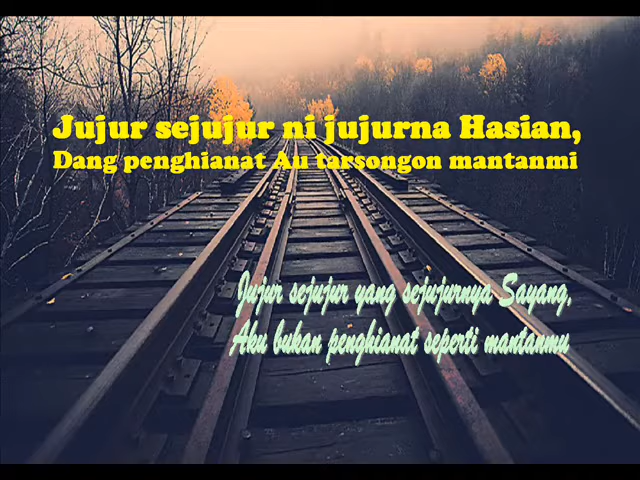 Jujur sejujur ni jujurna Hasian,
Dang penghianat Au tarsongon mantanmi
Jujur sejujur yang sejujurnya Sayang,
Aku bukan penghianat seperti mantanmu